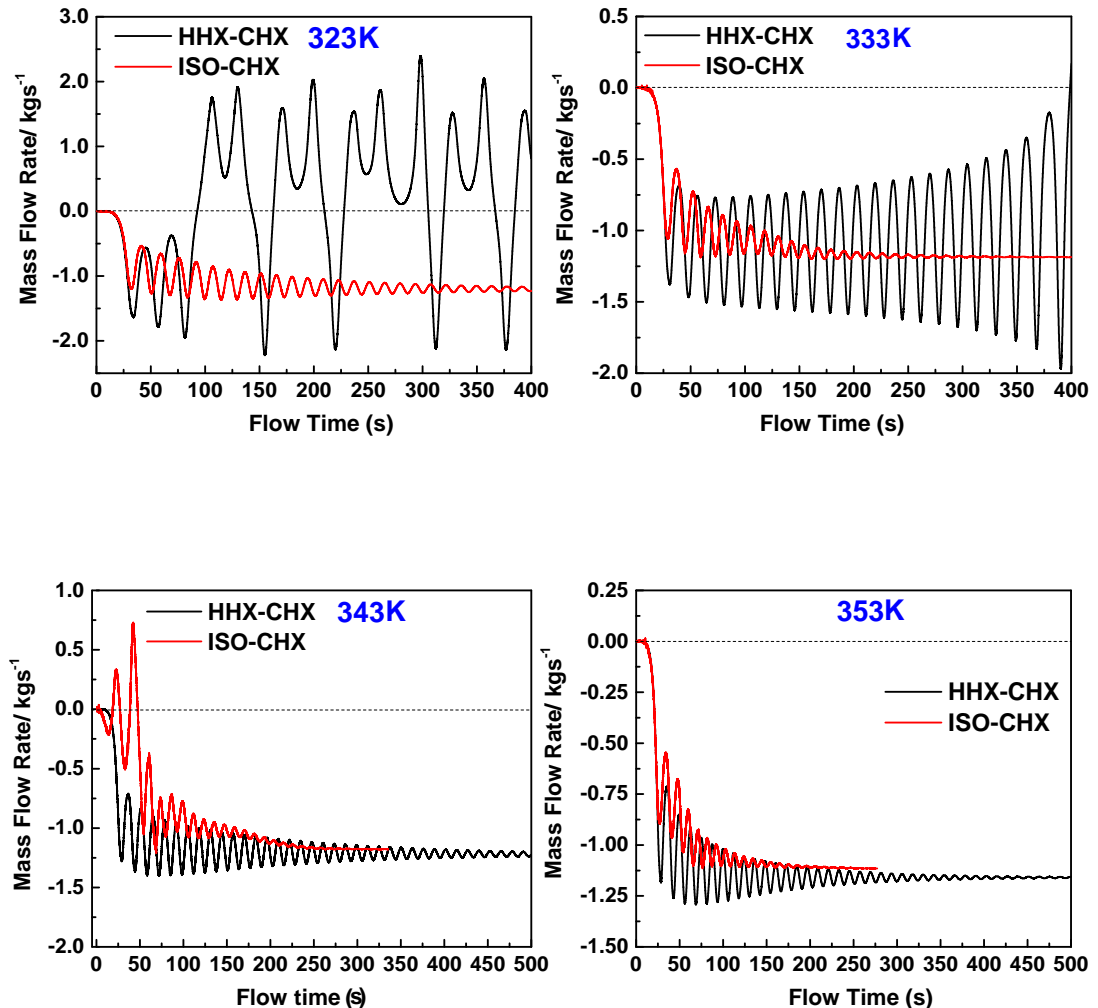 HHX-CHX 323K
ISO-CHX
3.0
2.0
1.0
0.0
-1.0
-2.0
Mass Flow Rate/ kgs⁻¹
0 50 100 150 200 250 300 350 400
Flow Time (s)
HHX-CHX 333K
ISO-CHX
0.5
0.0
-0.5
-1.0
-1.5
-2.0
Mass Flow Rate/ kgs⁻¹
0 50 100 150 200 250 300 350 400
Flow Time (s)
HHX-CHX 343K
ISO-CHX
1.0
0.5
0.0
-0.5
-1.0
-1.5
-2.0
Mass Flow Rate/ kgs⁻¹
0 50 100 150 200 250 300 350 400 450 500
Flow time (s)
353K
HHX-CHX
ISO-CHX
0.25
0.00
-0.25
-0.50
-0.75
-1.00
-1.25
-1.50
Mass Flow Rate/ kgs⁻¹
0 50 100 150 200 250 300 350 400 450 500
Flow Time (s)